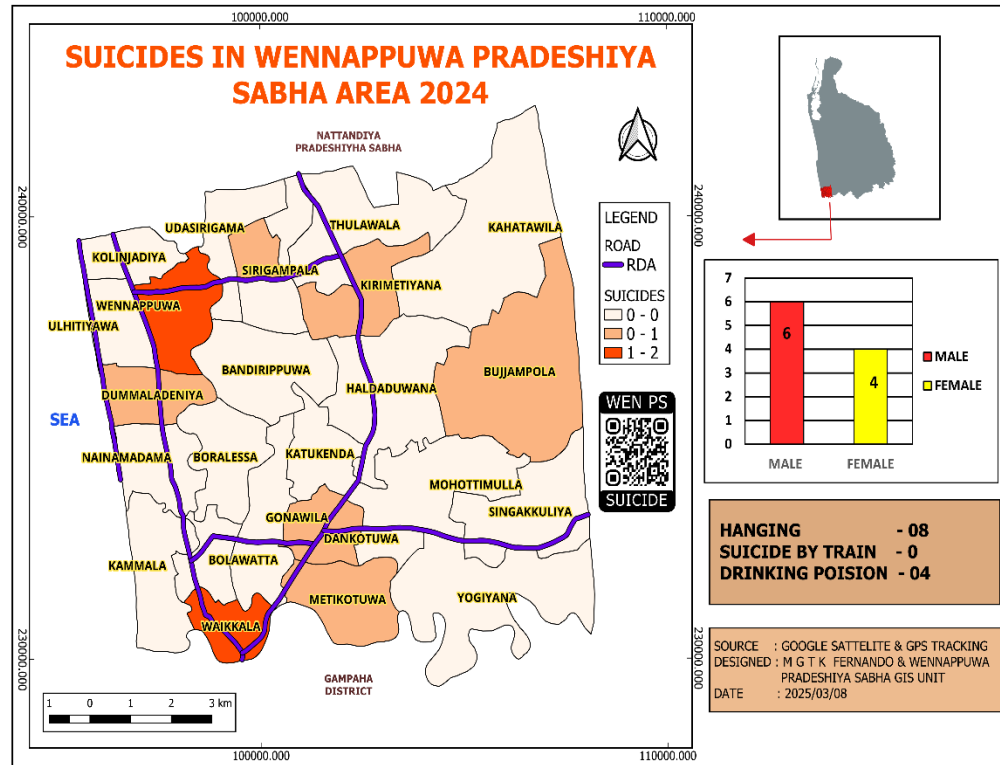 100000.000
110000.000
SUICIDES IN WENNAPPUWA PRADESHIYA
SABHA AREA 2024
NATTANDIYA
PRADESHIYHA SABHA
240000.000
240000.000
UDASIRIGAMA
THULAWALA
KAHATAWILA
KOLINJADIYA
SIRIGAMPALA
KIRIMETIYANA
WENNAPPUWA
ULHITIYAWA
BANDIRIPPUWA
HALDADUWANA
BUJJAMPOLA
DUMMALADENIYA
SEA
NAINAMADAMA
BORALESSA
KATUKENDA
MOHOTTIMULLA
SINGAKKULIYA
GONAWILA
DANKOTUWA
KAMMALA
BOLAWATTA
METIKOTUWA
YOGIYANA
WAIKKALA
230000.000
230000.000
GAMPAHA
DISTRICT
1 0 1 2 3 km
100000.000
110000.000
LEGEND
ROAD
RDA
SUICIDES
0 - 0
0 - 1
1 - 2
WEN PS
SUICIDE
7
6
5
4
3
2
1
0
6
4
MALE
FEMALE
MALE
FEMALE
HANGING - 08
SUICIDE BY TRAIN - 0
DRINKING POISION - 04
SOURCE : GOOGLE SATTELITE & GPS TRACKING
DESIGNED : M G T K FERNANDO & WENNAPPUWA
PRADESHIYA SABHA GIS UNIT
DATE : 2025/03/08